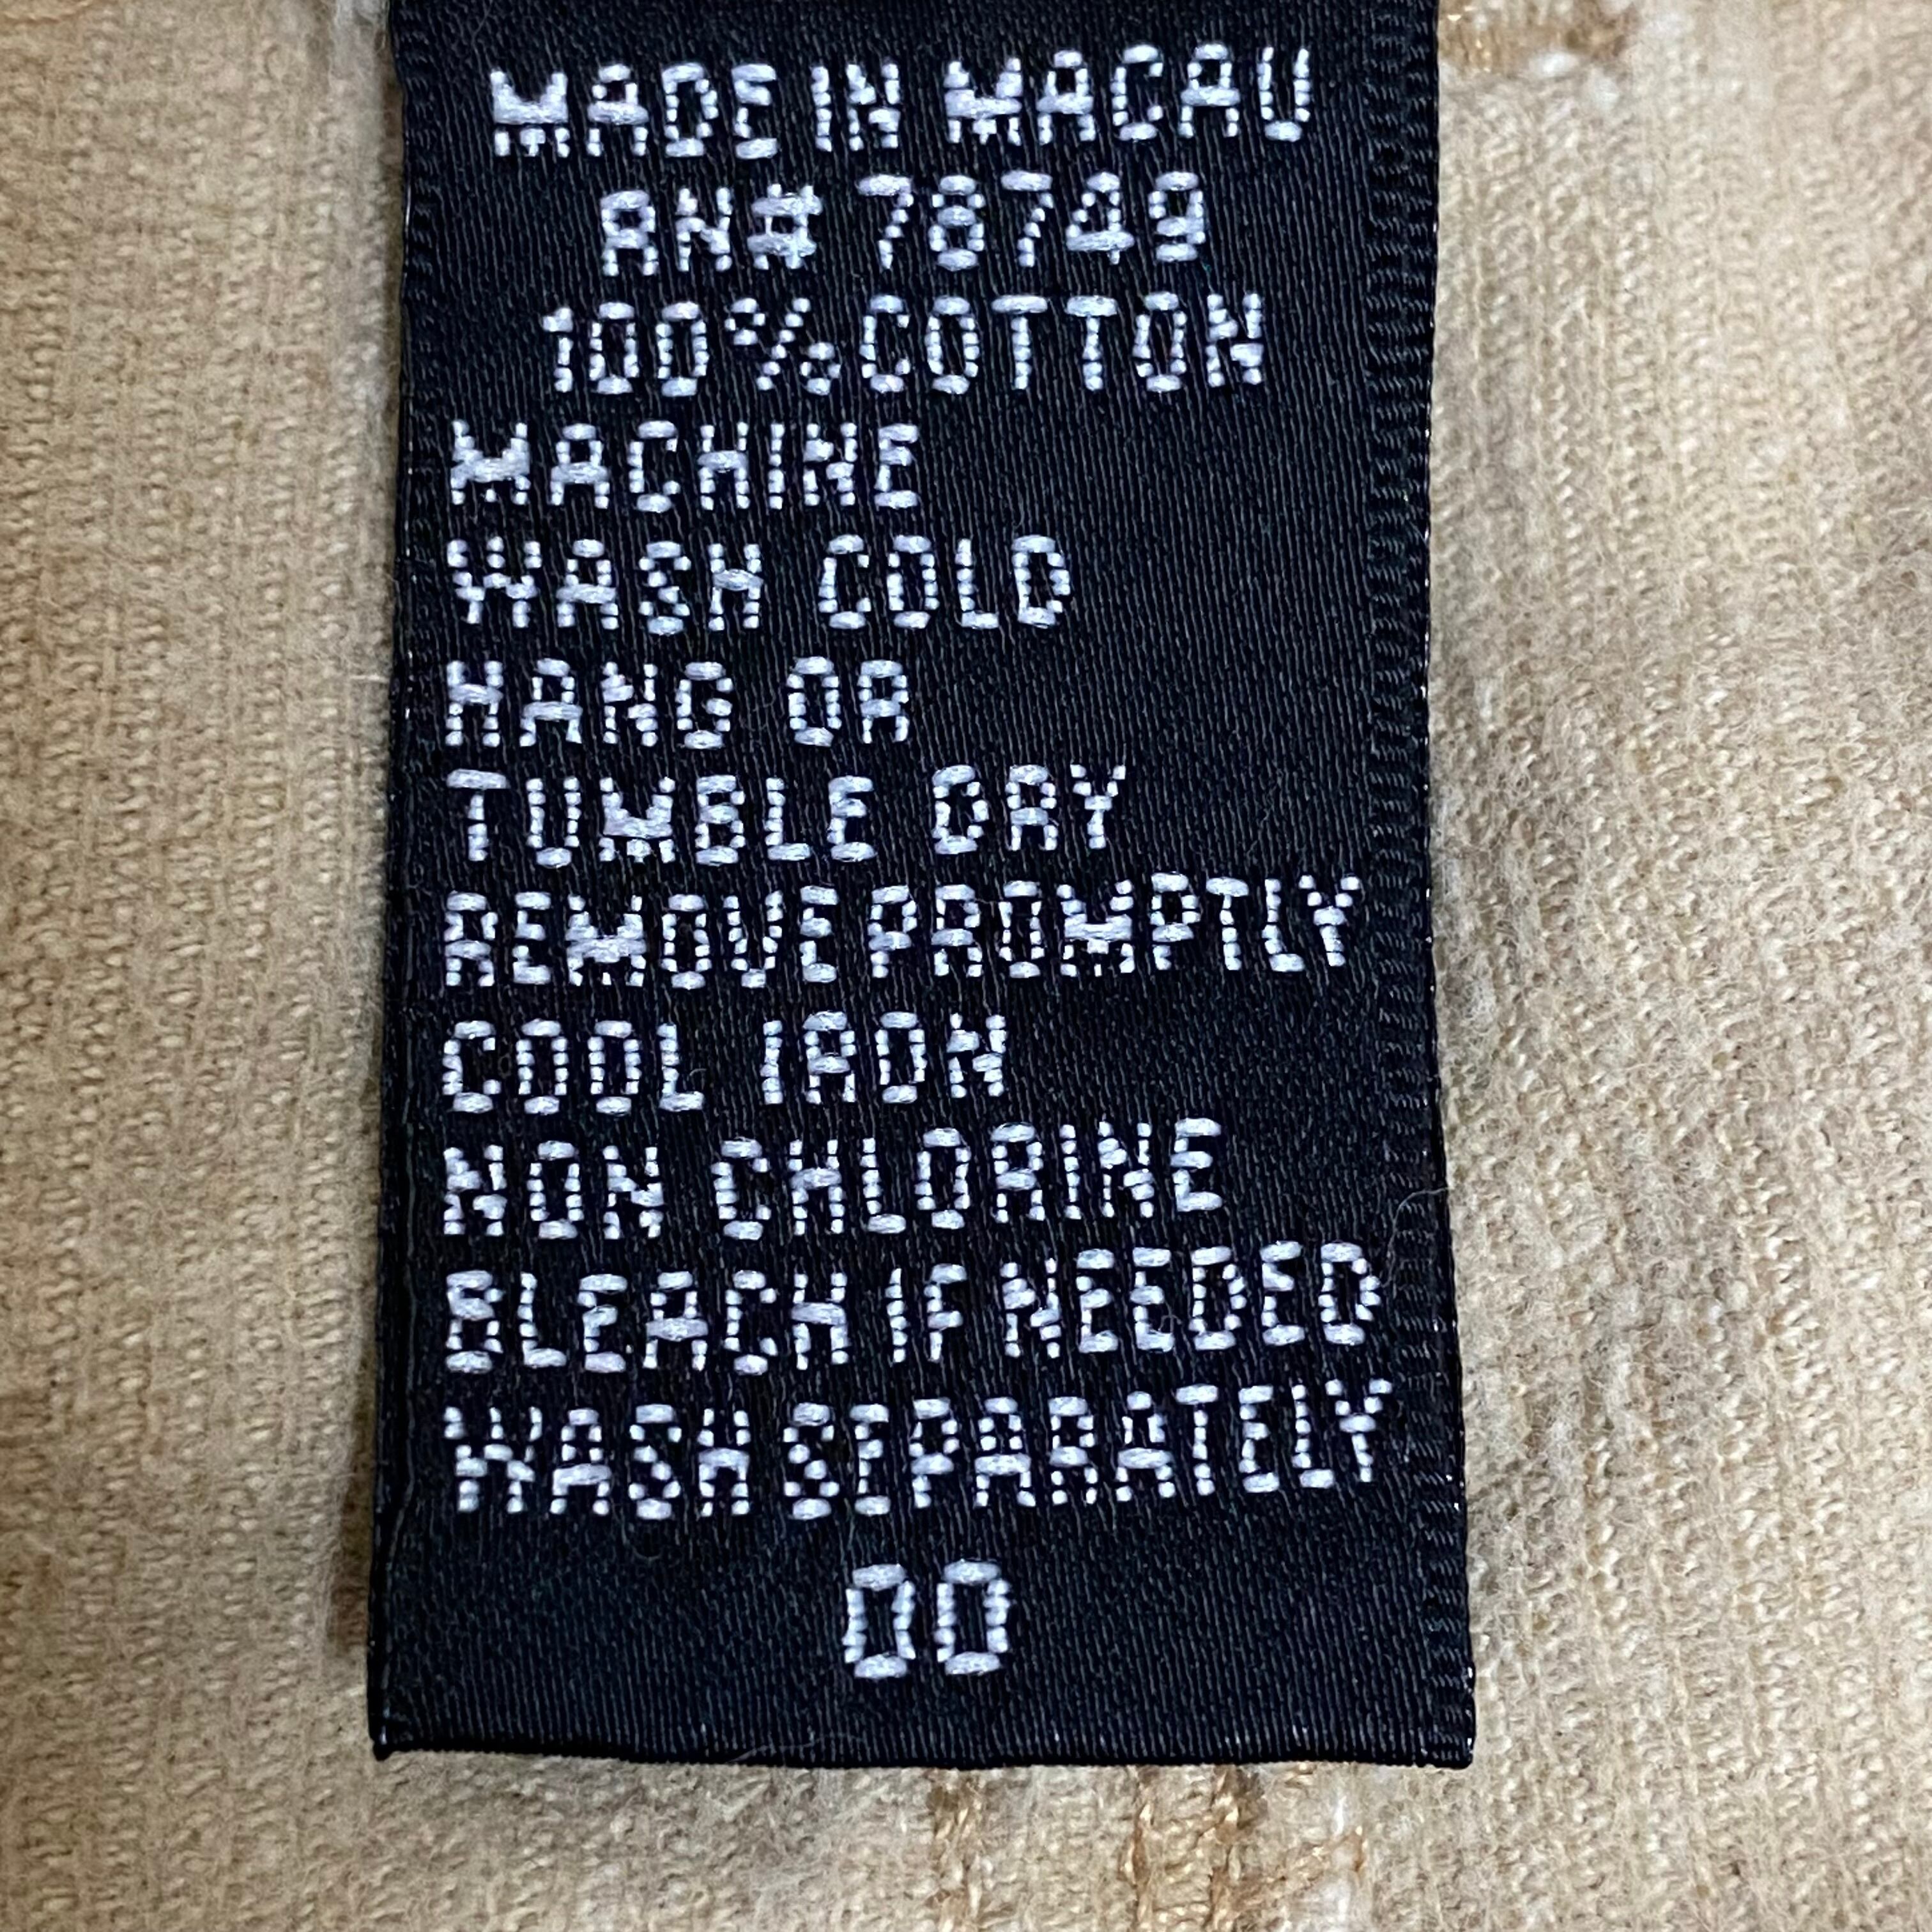 MADE IN MACAU
RN# 78749
100% COTTON
MACHINE
WASH COLD
HANG OR
TUMBLE DRY
REMOVE PROMPTLY
COOL IRON
NON CHLORINE
BLEACH IF NEEDED
WASH SEPARATELY
00